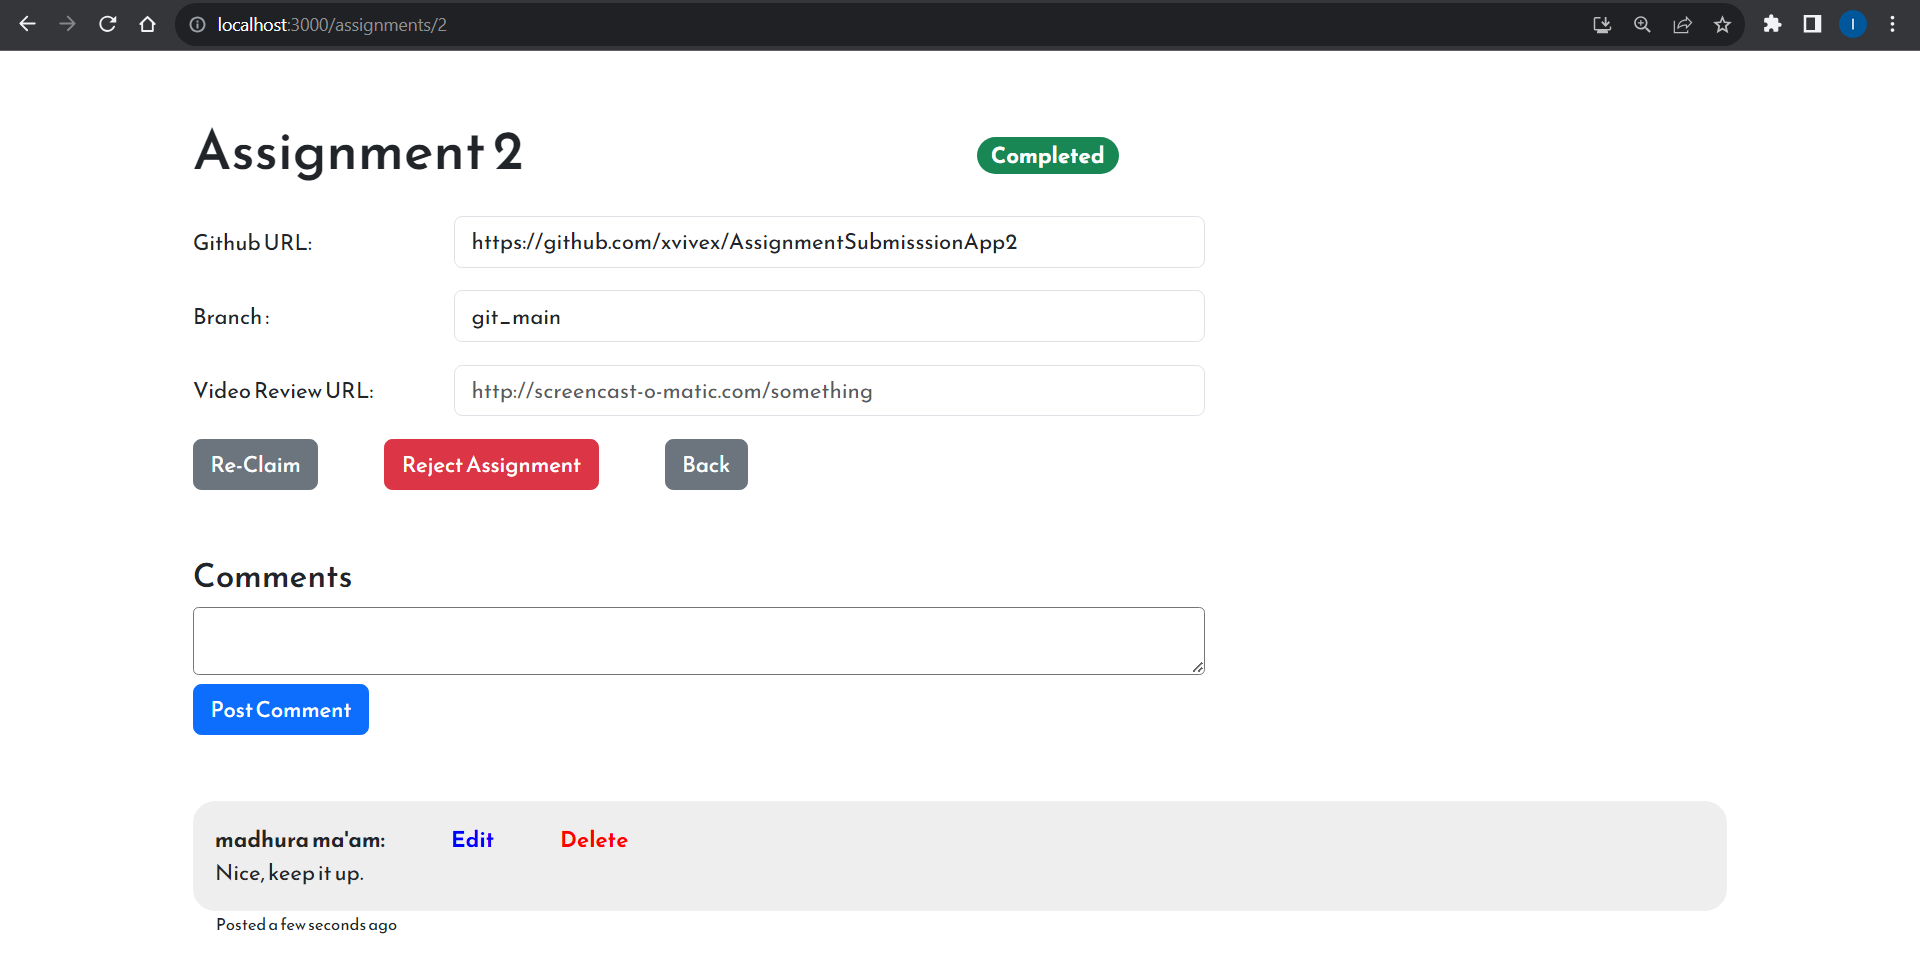 localhost:3000/assignments/2
I
Assignment 2
Completed
Github URL:
https://github.com/xvivex/AssignmentSubmisssionApp2
Branch :
git_main
Video Review URL:
http://screencast-o-matic.com/something
Re-Claim Reject Assignment Back
Comments
Post Comment
madhura ma'am: Edit Delete
Nice, keep it up.
Posted a few seconds ago